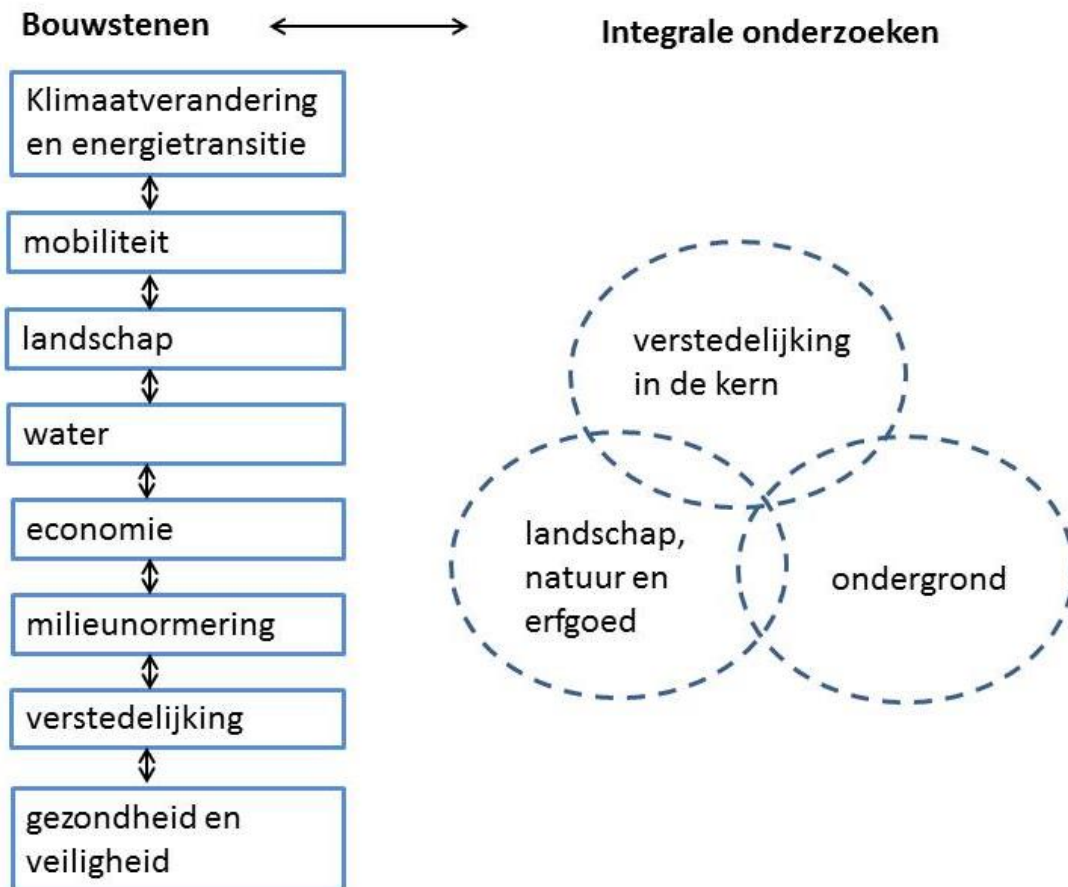 Bouwstenen
Integrale onderzoeken
Klimaatverandering
en energietransitie
mobiliteit
landschap
water
economie
milieunormering
verstedelijking
gezondheid en
veiligheid
verstedelijking
in de kern
landschap,
natuur en
erfgoed
ondergrond